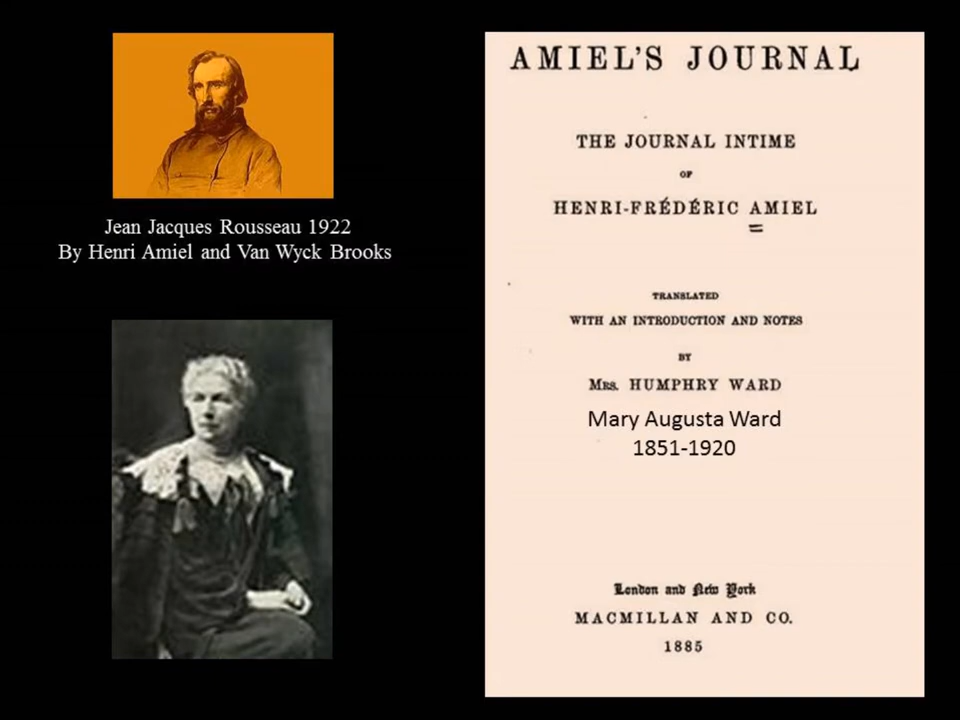 Jean Jacques Rousseau 1922
By Henri Amiel and Van Wyck Brooks
AMIEL'S JOURNAL
THE JOURNAL INTIME
OF
HENRI-FRÉDÉRIC AMIEL
TRANSLATED
WITH AN INTRODUCTION AND NOTES
BY
MRS. HUMPHRY WARD
Mary Augusta Ward
1851-1920
London and New York
MACMILLAN AND CO.
1885